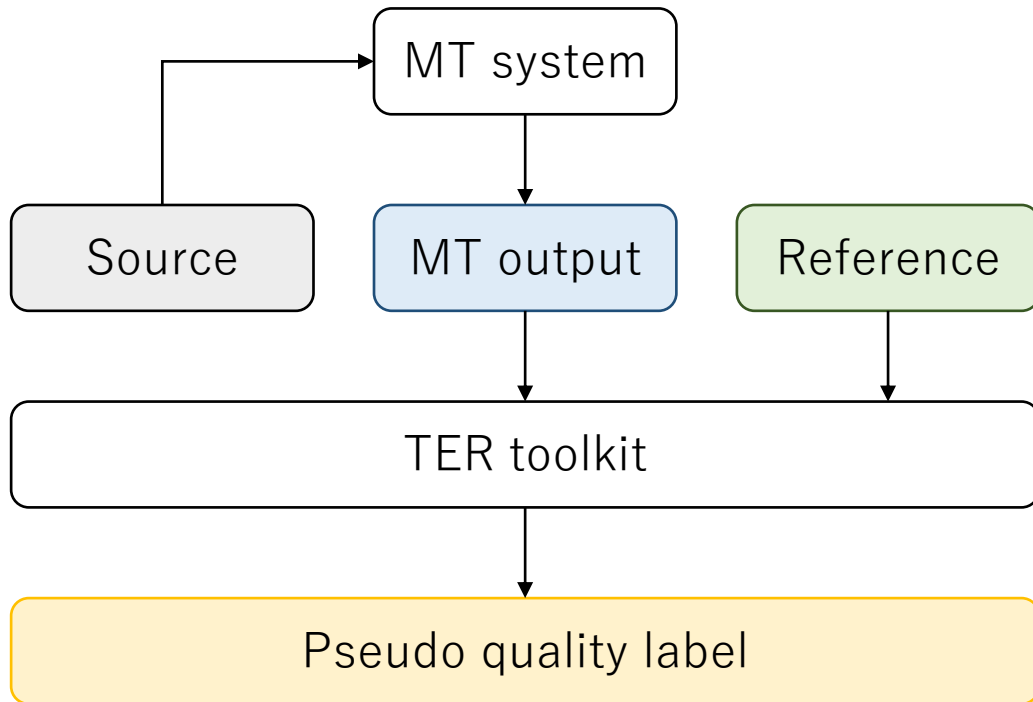 MT system
Source
MT output
Reference
TER toolkit
Pseudo quality label